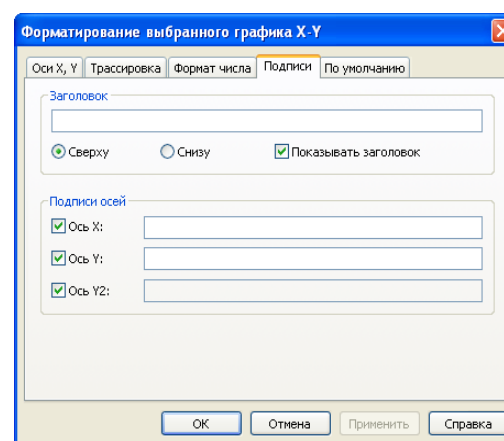 Форматирование выбранного графика X-Y
Оси X, Y Трассировка Формат числа Подписи По умолчанию
Заголовок
Сверху Снизу Показывать заголовок
Подписи осей
Ось X:
Ось Y:
Ось Y2:
OK Отмена Применить Справка